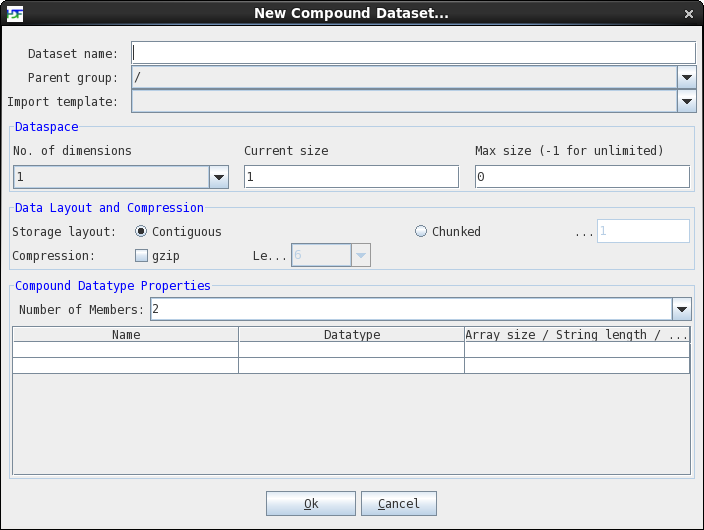 New Compound Dataset...
Dataset name:
Parent group: /
Import template:
Dataspace
No. of dimensions Current size Max size (-1 for unlimited)
1 1 0
Data Layout and Compression
Storage layout: Contiguous Chunked ... 1
Compression: gzip Le... 6
Compound Datatype Properties
Number of Members: 2
Name Datatype Array size / String length / ...
Ok Cancel